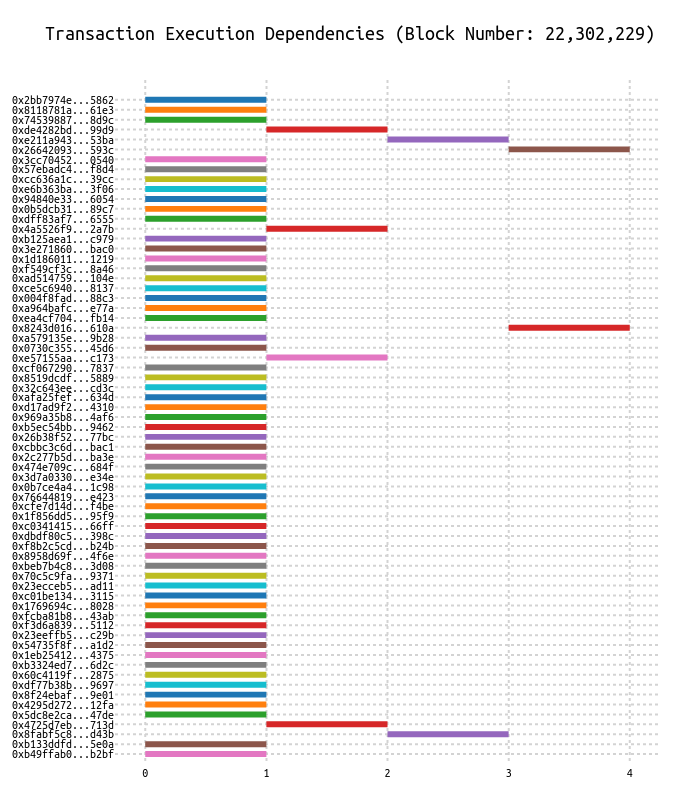 Transaction Execution Dependencies (Block Number: 22,302,229)
0x2bb7974e...5862
0x8118781a...61e3
0x74539887...8d9c
0xde4282bd...99d9
0xe211a943...53ba
0x26642093...593c
0x3cc70452...0540
0x57ebadc4...f8d4
0xcc636a1c...39cc
0xe6b363ba...3f06
0x94840e33...6054
0x0b5dcb31...89c7
0xdff83af7...6555
0x4a5526f9...2a7b
0xb125aea1...c979
0x3e271860...bac0
0x1d186011...1219
0xf549cf3c...8a46
0xad514759...104e
0xce5c6940...8137
0x004f8fad...88c3
0xa964bafc...e77a
0xea4cf704...fb14
0x8243d016...610a
0xa579135e...9b28
0x0730c355...45d6
0xe57155aa...c173
0xcf067290...7837
0x8519dcdf...5889
0x32c643ee...cd3c
0xafa25fef...634d
0xd17ad9f2...4310
0x969a35b8...4af6
0xb5ec54bb...9462
0x26b38f52...77bc
0xcbbc3c6d...bac1
0x2c277b5d...ba3e
0x474e709c...684f
0x3d7a0330...e34e
0x0b7ce4a4...1c98
0x76644819...e423
0xcfe7d14d...f4be
0x1f856dd5...95f9
0xc0341415...66ff
0xdbdf80c5...398c
0xf8b2c5cd...b24b
0x8958d69f...4f6e
0xbeb7b4c8...3d08
0x70c5c9fa...9371
0x23ecceb5...ad11
0xc01be134...3115
0x1769694c...8028
0xfcba81b8...43ab
0xf3d6a839...5112
0x23eeffb5...c29b
0x54735f8f...a1d2
0x1eb25412...4375
0xb3324ed7...6d2c
0x60c4119f...2875
0xdf77b38b...9697
0x8f24ebaf...9e01
0x4295d272...12fa
0x5dc8e2ca...47de
0x4725d7eb...713d
0x8fabf5c8...d43b
0xb133ddfd...5e0a
0xb49ffab0...b2bf
0 1 2 3 4